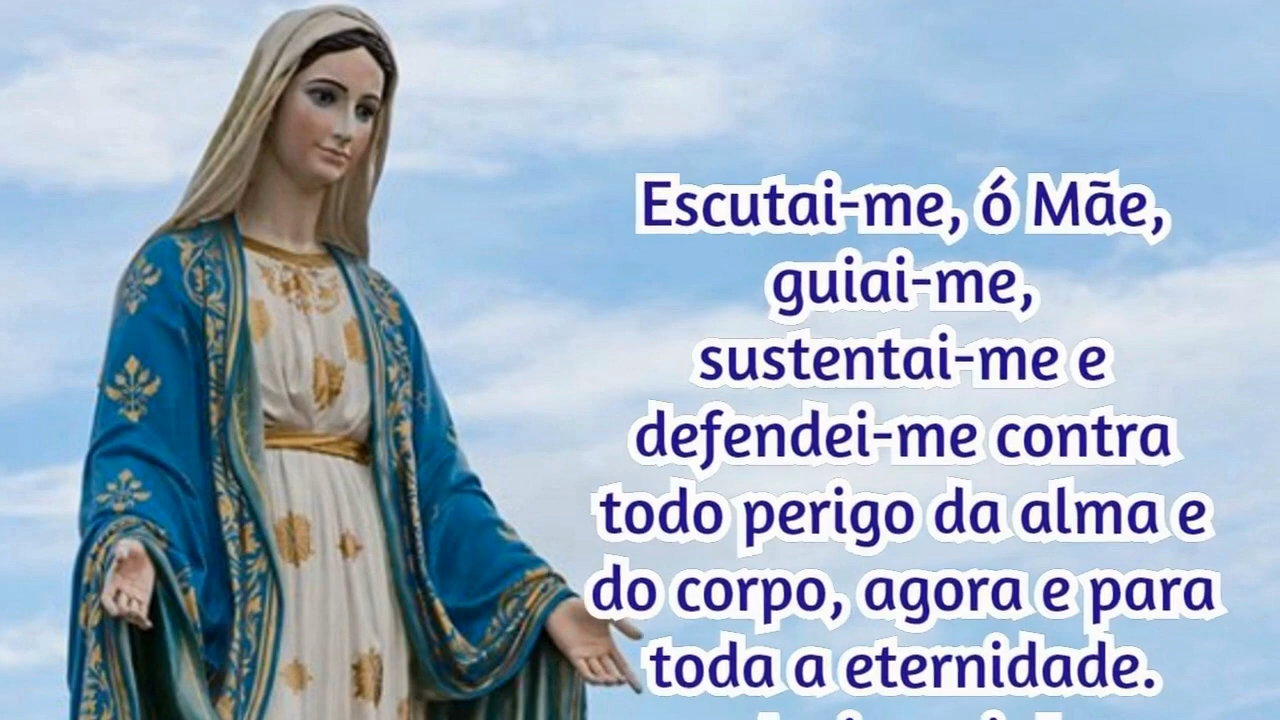 Escutai-me, ó Mãe,
guiai-me,
sustentai-me e
defendei-me contra
todo perigo da alma e
do corpo, agora e para
toda a eternidade.